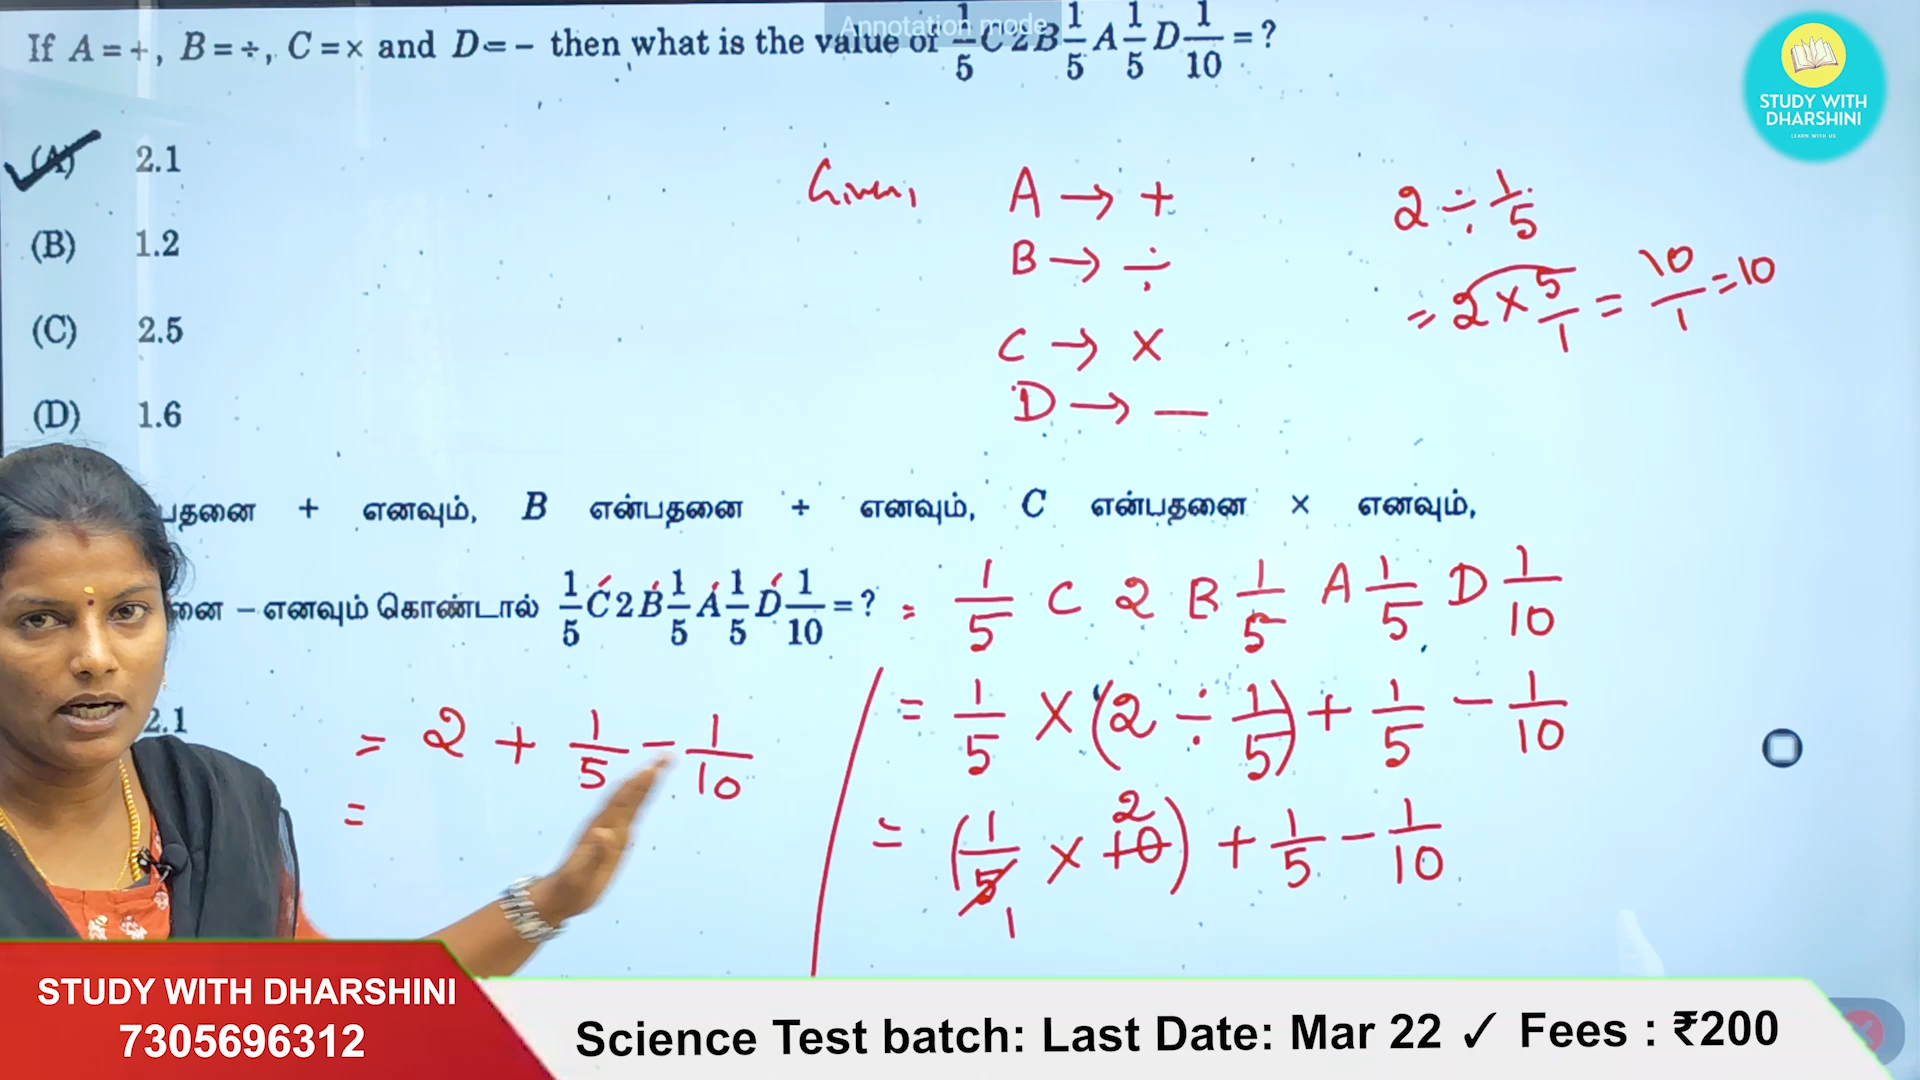 Annotation mode
If A = +, B = ÷, C = × and D = – then what is the value of 1/5 C 2 B 1/5 A 1/5 D 1/10 = ?
(A) 2.1
(B) 1.2
(C) 2.5
(D) 1.6
Given,
A → +
B → ÷
C → ×
D → —
2 ÷ 1/5
= 2 × 5/1 = 10/1 = 10
பதனை + எனவும், B என்பதனை ÷ எனவும், C என்பதனை × எனவும்,
னை – எனவும் கொண்டால் 1/5 C 2 B 1/5 A 1/5 D 1/10 = ?
= 1/5 C 2 B 1/5 A 1/5 D 1/10
= 1/5 × (2 ÷ 1/5) + 1/5 – 1/10
= (1/5 × 10) + 1/5 – 1/10
2
1
2.1
= 2 + 1/5 – 1/10
=
STUDY WITH
DHARSHINI
LEARN WITH US
STUDY WITH DHARSHINI
7305696312
Science Test batch: Last Date: Mar 22 ✓ Fees : ₹200